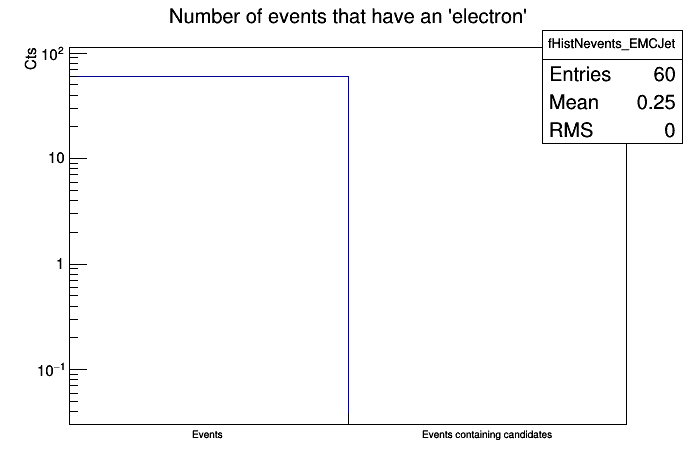 Number of events that have an 'electron'
fHistNevents_EMCJet
Entries 60
Mean 0.25
RMS 0
Cts
10²
10
1
10⁻¹
Events
Events containing candidates